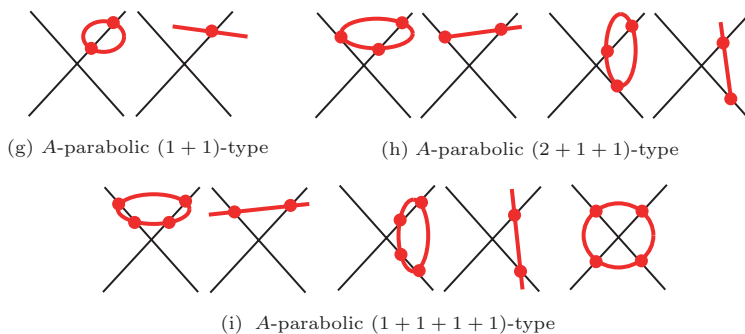 (g) A-parabolic (1 + 1)-type
(h) A-parabolic (2 + 1 + 1)-type
(i) A-parabolic (1 + 1 + 1 + 1)-type